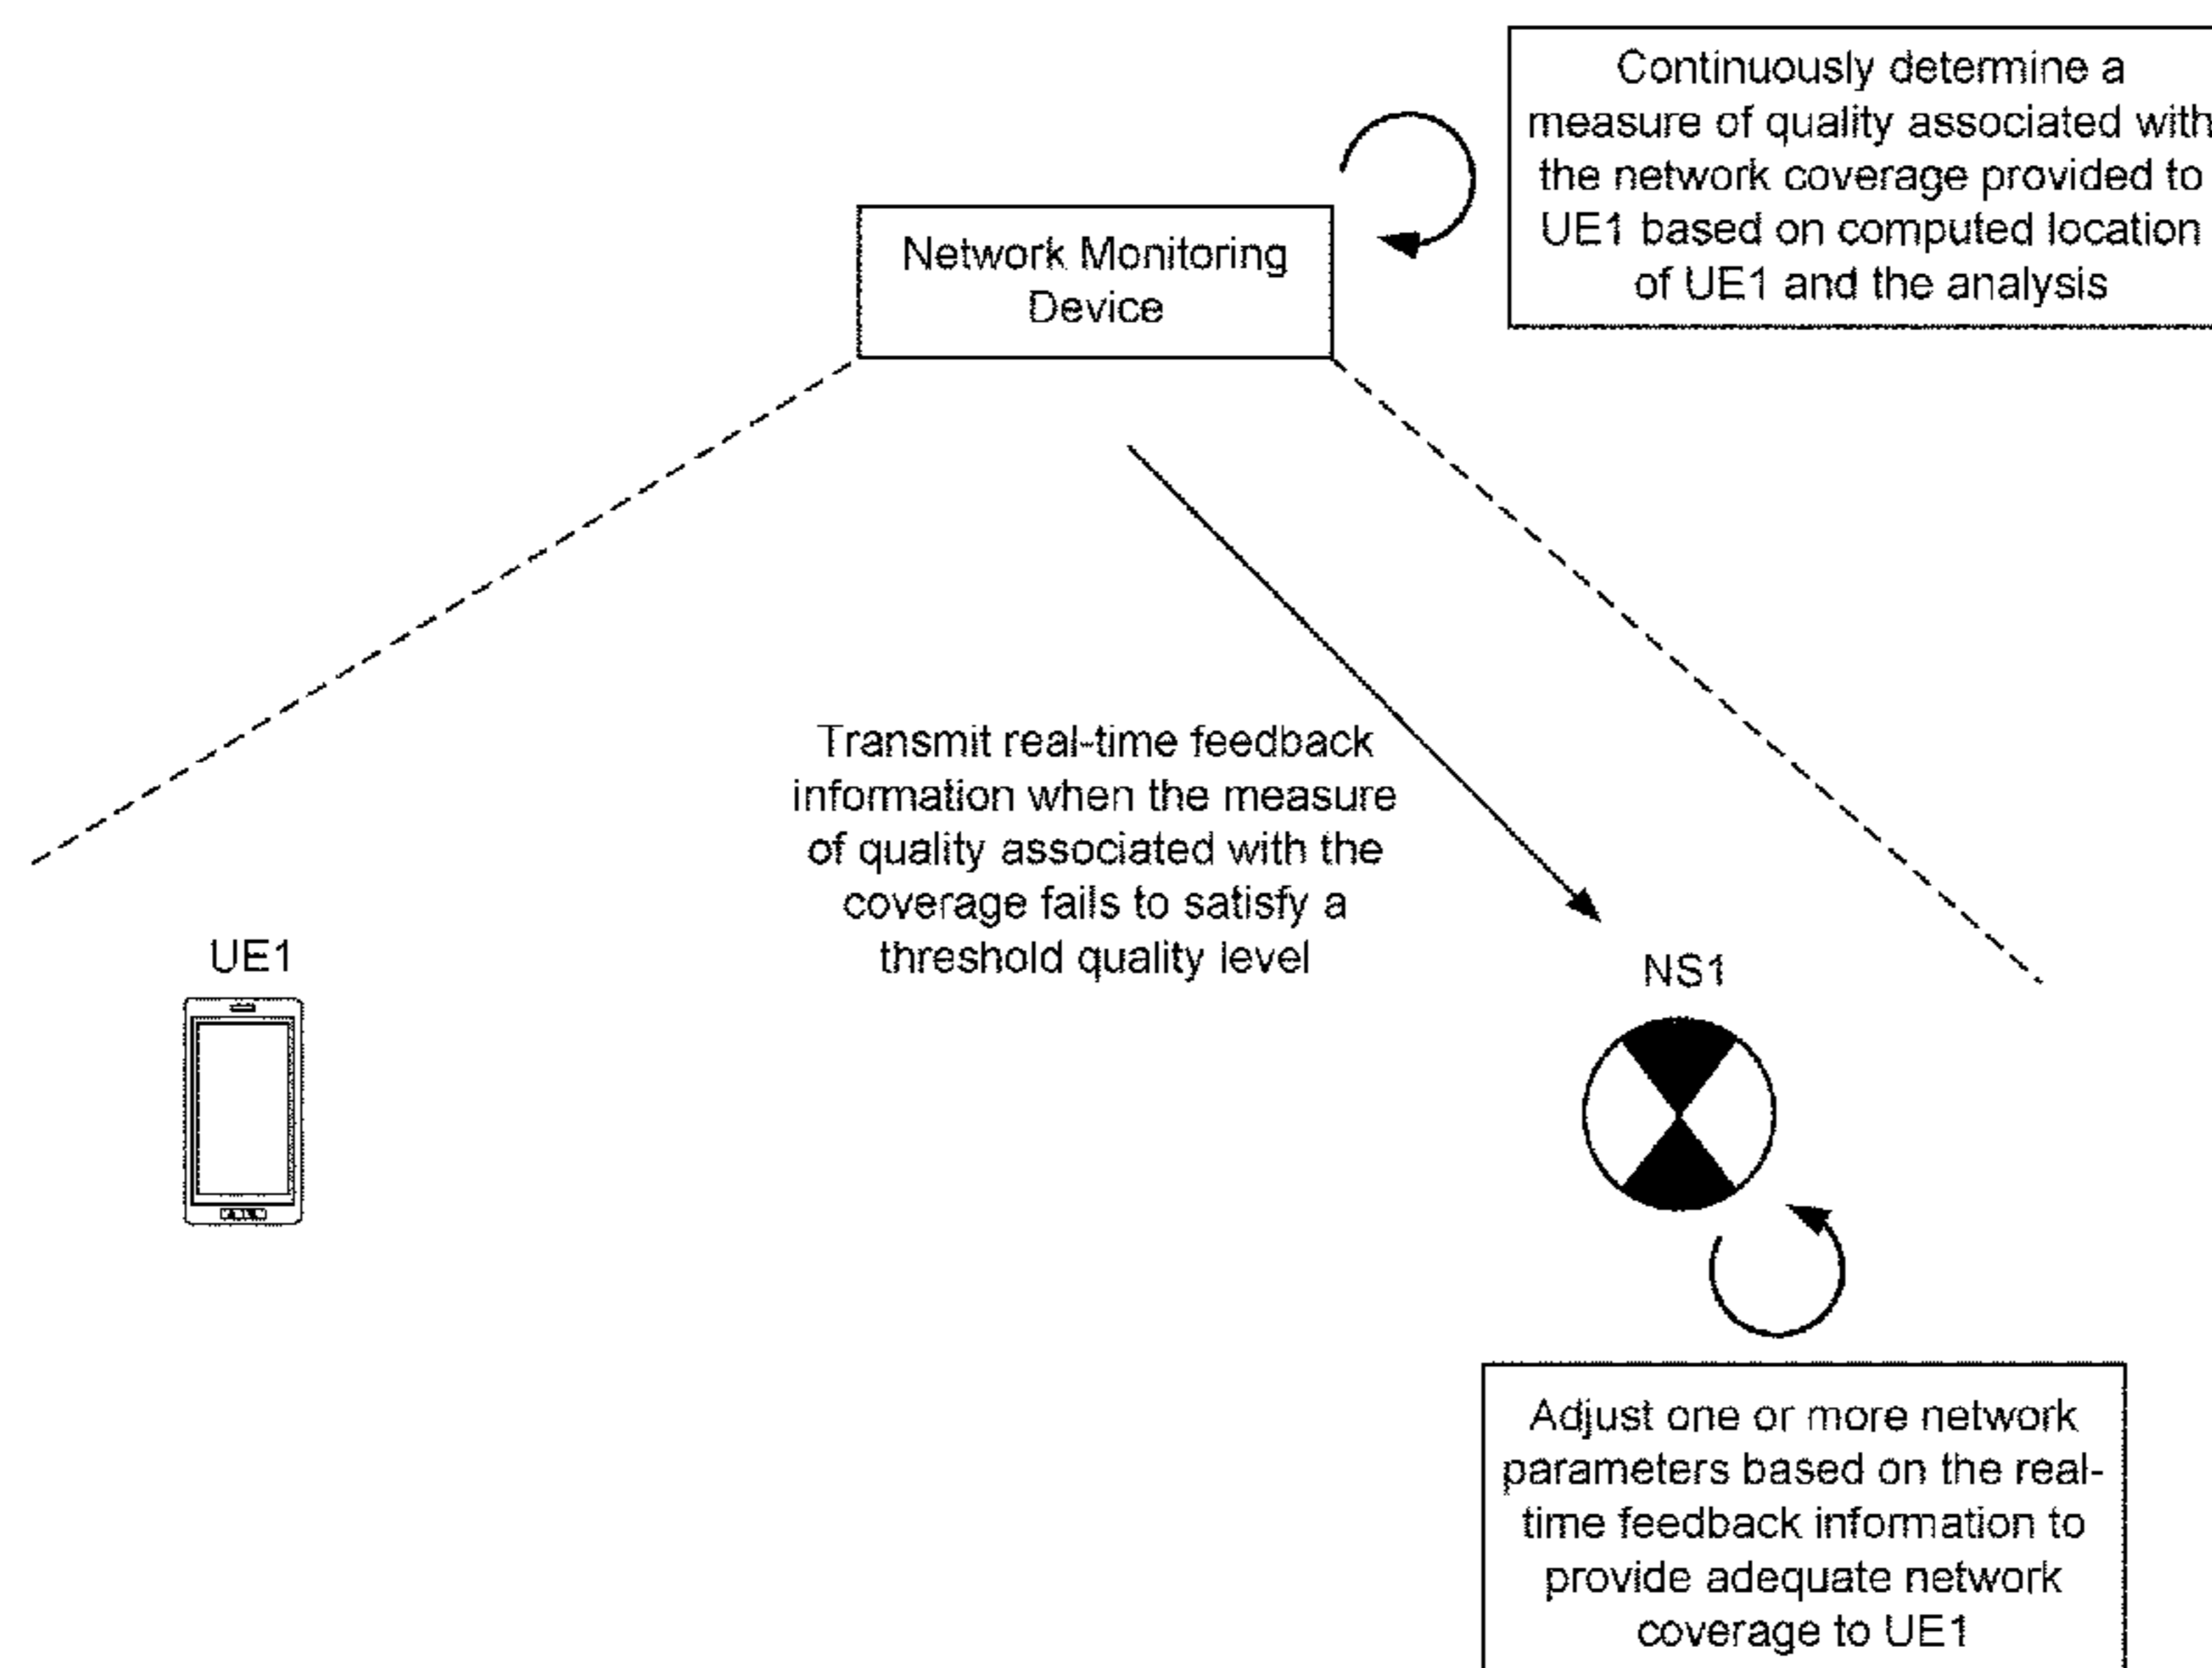 Continuously determine a
measure of quality associated with
the network coverage provided to
UE1 based on computed location
of UE1 and the analysis
Network Monitoring
Device
Transmit real-time feedback
information when the measure
of quality associated with the
coverage fails to satisfy a
threshold quality level
UE1
NS1
Adjust one or more network
parameters based on the real-
time feedback information to
provide adequate network
coverage to UE1